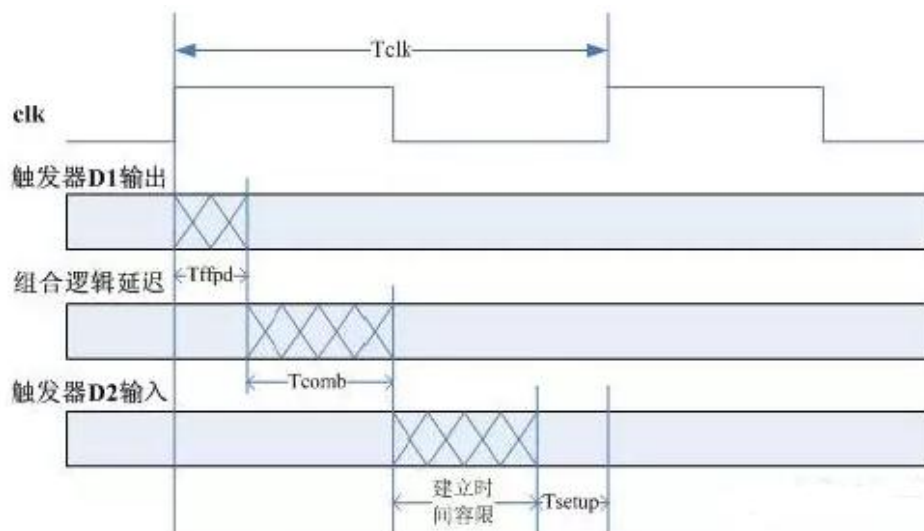 Tclk
clk
触发器D1输出
Tffpd
组合逻辑延迟
Tcomb
触发器D2输入
建立时
间容限
Tsetup